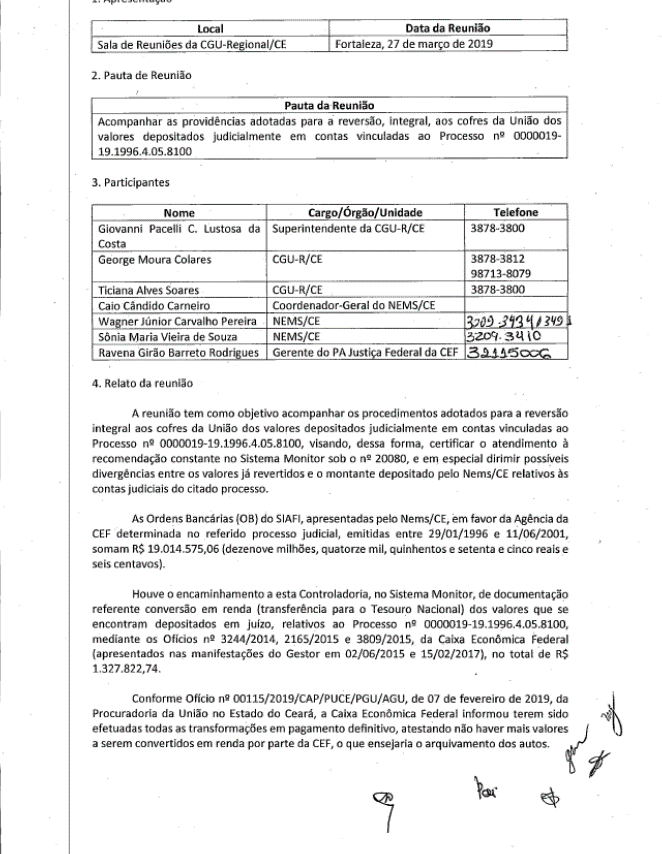 1. Apresentação
Local Data da Reunião
Sala de Reuniões da CGU-Regional/CE Fortaleza, 27 de março de 2019
2. Pauta de Reunião
Pauta da Reunião
Acompanhar as providências adotadas para a reversão, integral, aos cofres da União dos
valores depositados judicialmente em contas vinculadas ao Processo nº 0000019-
19.1996.4.05.8100
3. Participantes
Nome Cargo/Órgão/Unidade Telefone
Giovanni Pacelli C. Lustosa da Superintendente da CGU-R/CE 3878-3800
Costa
George Moura Colares CGU-R/CE 3878-3812
98713-8079
Ticiana Alves Soares CGU-R/CE 3878-3800
Caio Cândido Carneiro Coordenador-Geral do NEMS/CE
Wagner Júnior Carvalho Pereira NEMS/CE 3209.3434/3491
Sônia Maria Vieira de Souza NEMS/CE 3209.3410
Ravena Girão Barreto Rodrigues Gerente do PA Justiça Federal da CEF 32115006
4. Relato da reunião
A reunião tem como objetivo acompanhar os procedimentos adotados para a reversão
integral aos cofres da União dos valores depositados judicialmente em contas vinculadas ao
Processo nº 0000019-19.1996.4.05.8100, visando, dessa forma, certificar o atendimento à
recomendação constante no Sistema Monitor sob o nº 20080, e em especial dirimir possíveis
divergências entre os valores já revertidos e o montante depositado pelo Nems/CE relativos às
contas judiciais do citado processo.
As Ordens Bancárias (OB) do SIAFI, apresentadas pelo Nems/CE, em favor da Agência da
CEF determinada no referido processo judicial, emitidas entre 29/01/1996 e 11/06/2001,
somam R$ 19.014.575,06 (dezenove milhões, quatorze mil, quinhentos e setenta e cinco reais e
seis centavos).
Houve o encaminhamento a esta Controladoria, no Sistema Monitor, de documentação
referente conversão em renda (transferência para o Tesouro Nacional) dos valores que se
encontram depositados em juízo, relativos ao Processo nº 0000019-19.1996.4.05.8100,
mediante os Ofícios nº 3244/2014, 2165/2015 e 3809/2015, da Caixa Econômica Federal
(apresentados nas manifestações do Gestor em 02/06/2015 e 15/02/2017), no total de R$
1.327.822,74.
Conforme Ofício nº 00115/2019/CAP/PUCE/PGU/AGU, de 07 de fevereiro de 2019, da
Procuradoria da União no Estado do Ceará, a Caixa Econômica Federal informou terem sido
efetuadas todas as transformações em pagamento definitivo, atestando não haver mais valores
a serem convertidos em renda por parte da CEF, o que ensejaria o arquivamento dos autos.